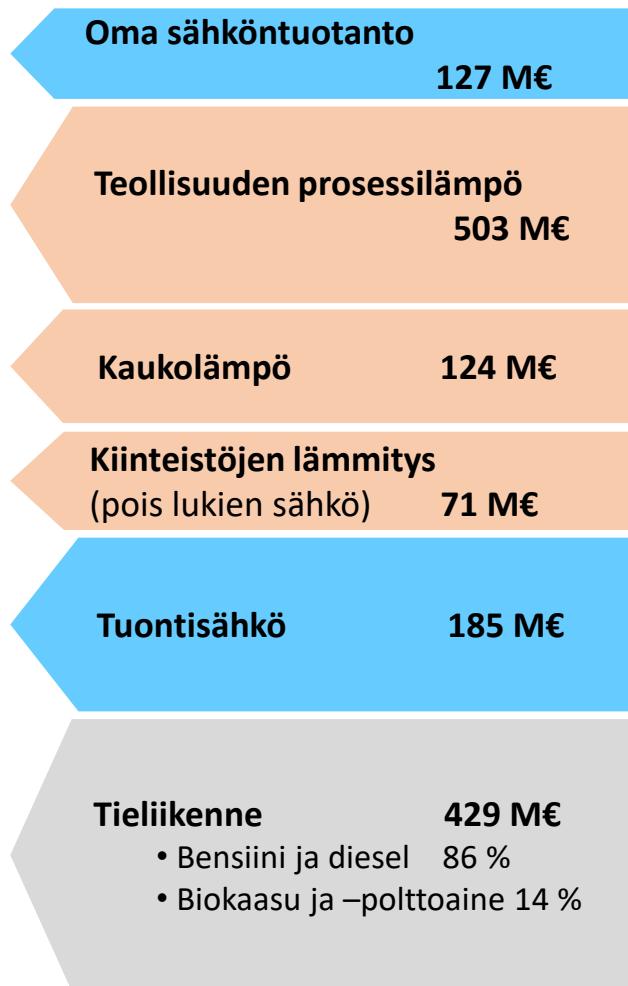 Oma sähköntuotanto
127 M€
Teollisuuden prosessilämpö
503 M€
Kaukolämpö 124 M€
Kiinteistöjen lämmitys
(pois lukien sähkö) 71 M€
Tuontisähkö 185 M€
Tieliikenne 429 M€
• Bensiini ja diesel 86 %
• Biokaasu ja –polttoaine 14 %